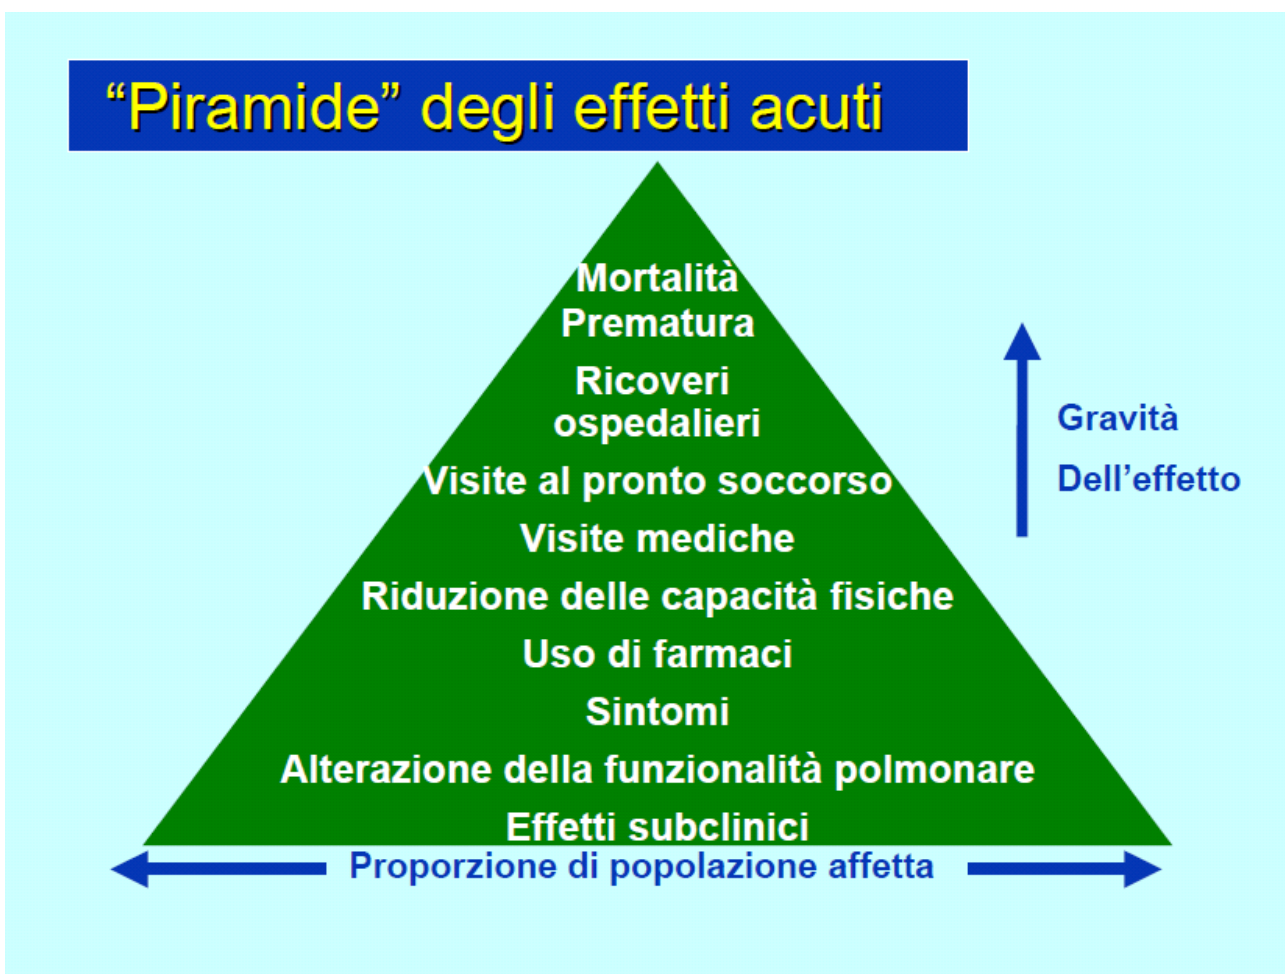 “Piramide” degli effetti acuti
Mortalità
Prematura
Ricoveri
ospedalieri
Visite al pronto soccorso
Visite mediche
Riduzione delle capacità fisiche
Uso di farmaci
Sintomi
Alterazione della funzionalità polmonare
Effetti subclinici
Proporzione di popolazione affetta
Gravità
Dell’effetto